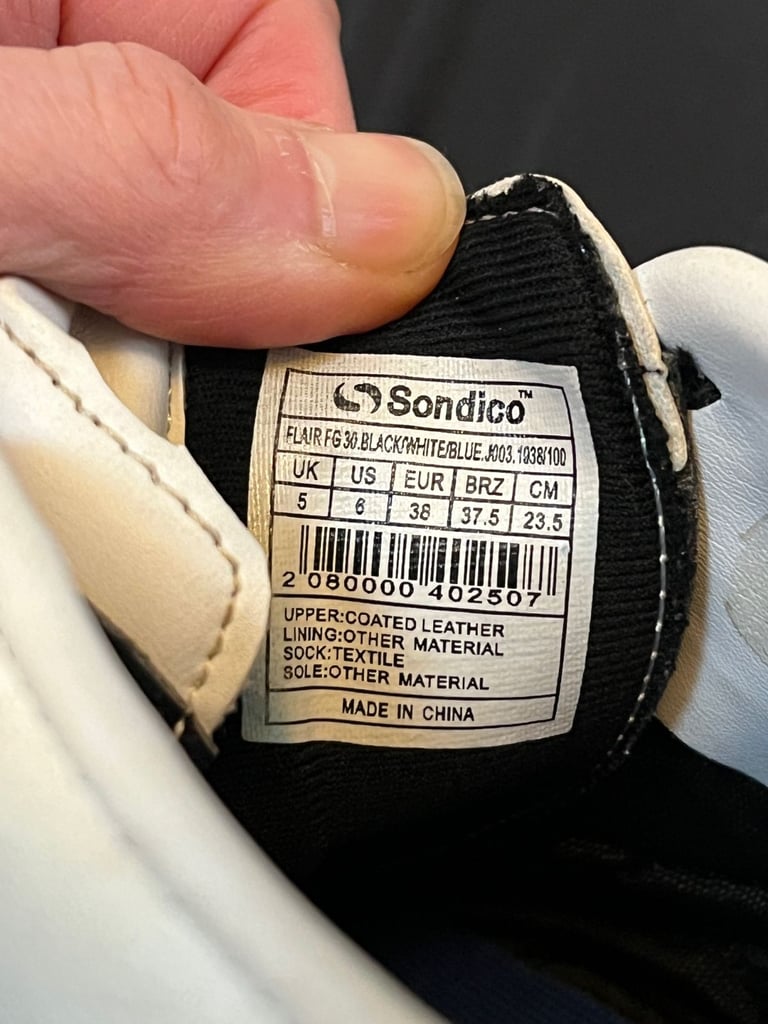 Sondico™
FLAIR FG 30.BLACK/WHITE/BLUE.J003.1938/100
UK US EUR BRZ CM
5 6 38 37.5 23.5
2 080000 402507
UPPER:COATED LEATHER
LINING:OTHER MATERIAL
SOCK:TEXTILE
SOLE:OTHER MATERIAL
MADE IN CHINA